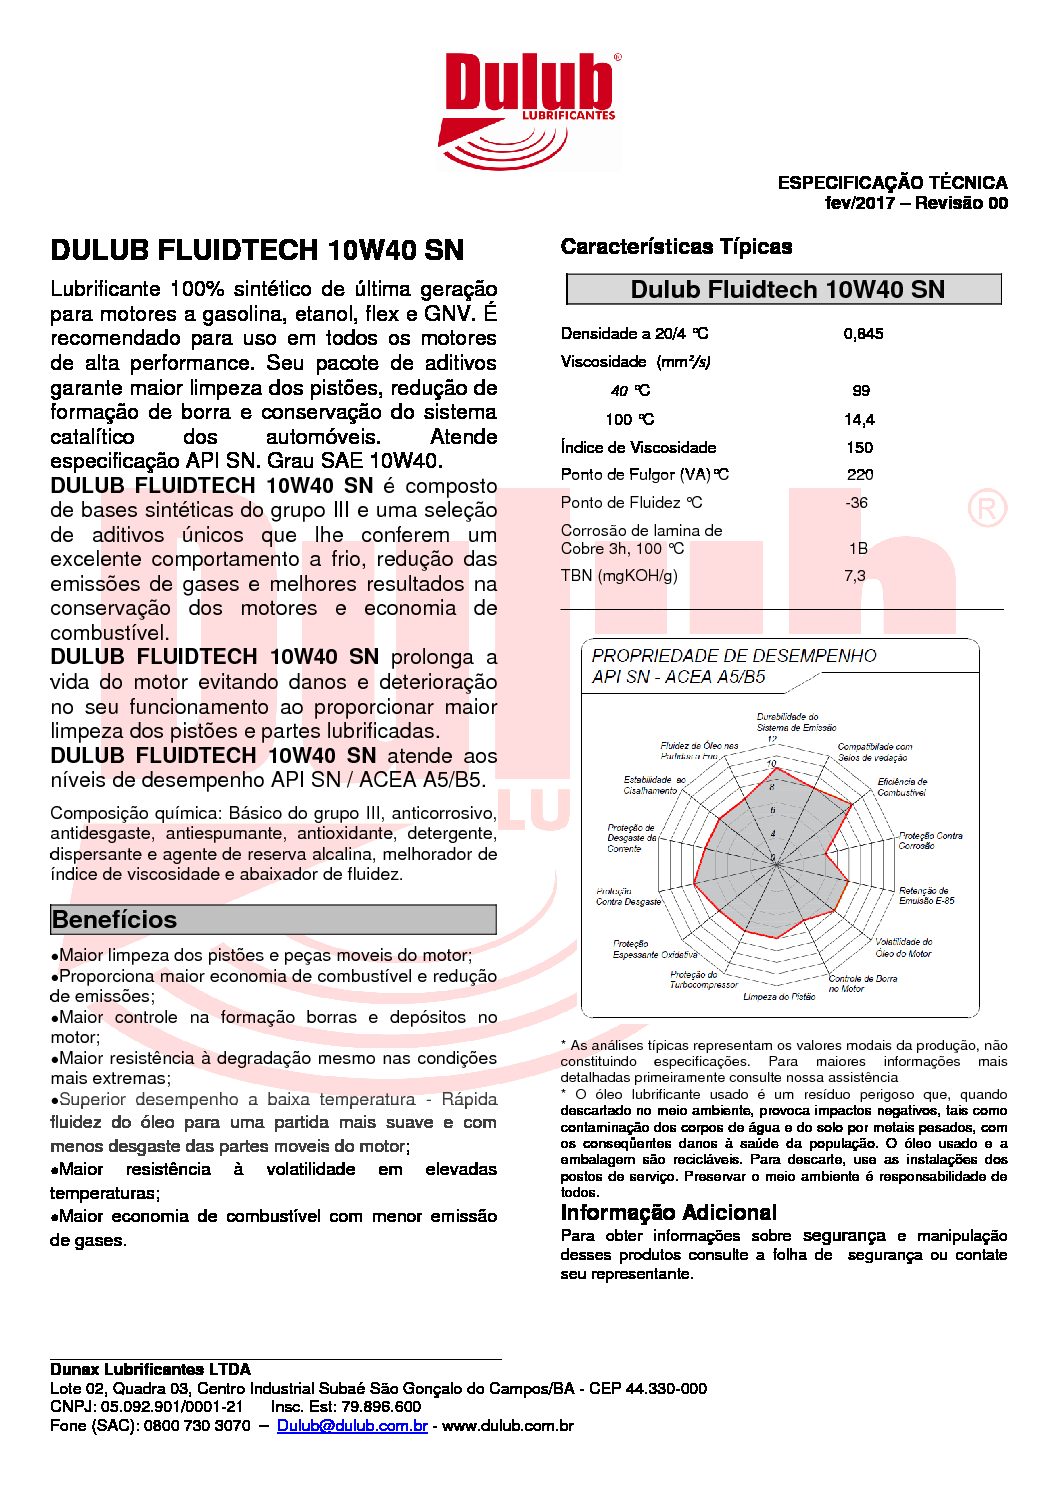 Dulub®
LUBRIFICANTES
ESPECIFICAÇÃO TÉCNICA
fev/2017 – Revisão 00
DULUB FLUIDTECH 10W40 SN
Lubrificante 100% sintético de última geração
para motores a gasolina, etanol, flex e GNV. É
recomendado para uso em todos os motores
de alta performance. Seu pacote de aditivos
garante maior limpeza dos pistões, redução de
formação de borra e conservação do sistema
catalítico dos automóveis. Atende
especificação API SN. Grau SAE 10W40.
DULUB FLUIDTECH 10W40 SN é composto
de bases sintéticas do grupo III e uma seleção
de aditivos únicos que lhe conferem um
excelente comportamento a frio, redução das
emissões de gases e melhores resultados na
conservação dos motores e economia de
combustível.
DULUB FLUIDTECH 10W40 SN prolonga a
vida do motor evitando danos e deterioração
no seu funcionamento ao proporcionar maior
limpeza dos pistões e partes lubrificadas.
DULUB FLUIDTECH 10W40 SN atende aos
níveis de desempenho API SN / ACEA A5/B5.
Composição química: Básico do grupo III, anticorrosivo,
antidesgaste, antiespumante, antioxidante, detergente,
dispersante e agente de reserva alcalina, melhorador de
índice de viscosidade e abaixador de fluidez.
Benefícios
●Maior limpeza dos pistões e peças moveis do motor;
●Proporciona maior economia de combustível e redução
de emissões;
●Maior controle na formação borras e depósitos no
motor;
●Maior resistência à degradação mesmo nas condições
mais extremas;
●Superior desempenho a baixa temperatura - Rápida
fluidez do óleo para uma partida mais suave e com
menos desgaste das partes moveis do motor;
●Maior resistência à volatilidade em elevadas
temperaturas;
●Maior economia de combustível com menor emissão
de gases.
Características Típicas
Dulub Fluidtech 10W40 SN
Densidade a 20/4 °C 0,845
Viscosidade (mm²/s)
40 °C 99
100 °C 14,4
Índice de Viscosidade 150
Ponto de Fulgor (VA) °C 220
Ponto de Fluidez °C -36
Corrosão de lamina de
Cobre 3h, 100 °C 1B
TBN (mgKOH/g) 7,3
PROPRIEDADE DE DESEMPENHO
API SN - ACEA A5/B5
Durabilidade do
Sistema de Emissão
12
10
8
6
4
0
Compatibilade com
Selos de vedação
Eficiência de
Combustível
Proteção Contra
Corrosão
Retenção de
Emulsão E-85
Volatilidade do
Óleo do Motor
Controle de Borra
no Motor
Limpeza do Pistão
Proteção do
Turbocompressor
Proteção
Espessante Oxidativa
Proteção
Contra Desgaste
Proteção de
Desgaste da
Corrente
Estabilidade ao
Cisalhamento
Fluidez da Óleo nas
Partidas a Frio
* As análises típicas representam os valores modais da produção, não
constituindo especificações. Para maiores informações mais
detalhadas primeiramente consulte nossa assistência
* O óleo lubrificante usado é um resíduo perigoso que, quando
descartado no meio ambiente, provoca impactos negativos, tais como
contaminação dos corpos de água e do solo por metais pesados, com
os conseqüentes danos à saúde da população. O óleo usado e a
embalagem são recicláveis. Para descarte, use as instalações dos
postos de serviço. Preservar o meio ambiente é responsabilidade de
todos.
Informação Adicional
Para obter informações sobre segurança e manipulação
desses produtos consulte a folha de segurança ou contate
seu representante.
Dunax Lubrificantes LTDA
Lote 02, Quadra 03, Centro Industrial Subaé São Gonçalo do Campos/BA - CEP 44.330-000
CNPJ: 05.092.901/0001-21 Insc. Est: 79.896.600
Fone (SAC): 0800 730 3070 – Dulub@dulub.com.br - www.dulub.com.br